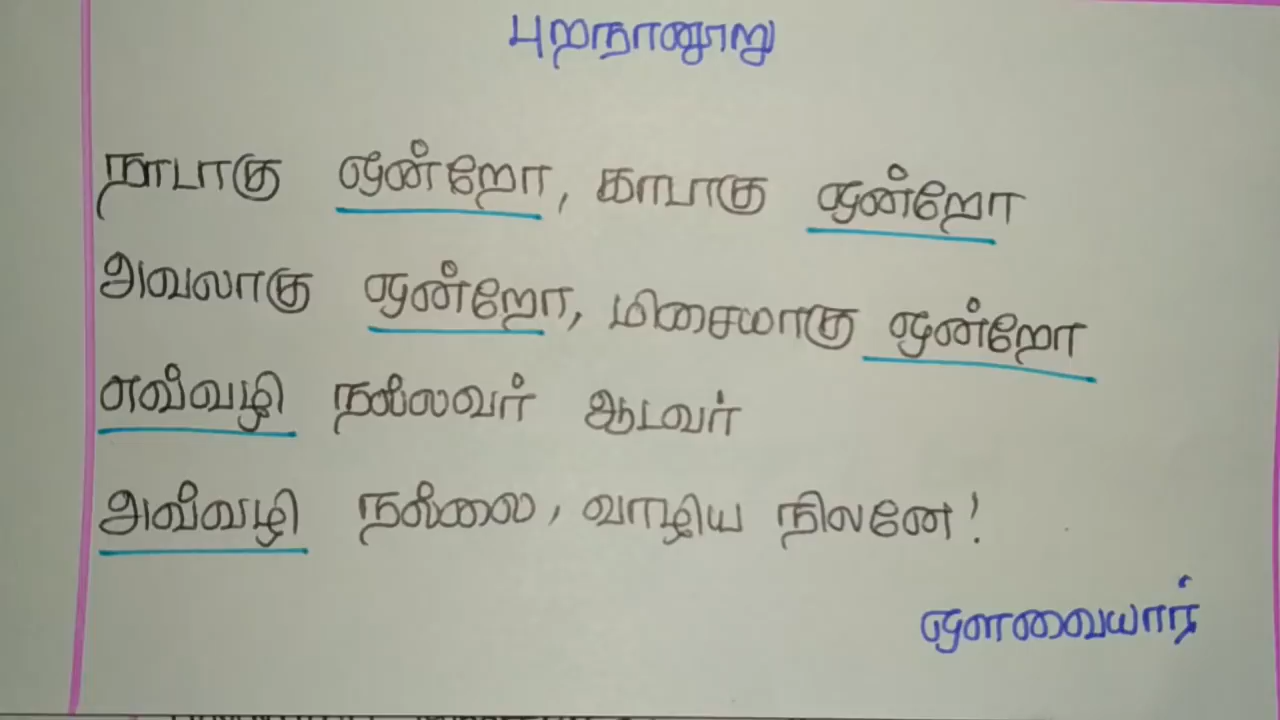 புறநானூறு
நாடாகு ஒன்றோ, காடாகு ஒன்றோ
அவலாகு ஒன்றோ, மிசையாகு ஒன்றோ
எவ்வழி நல்லவர் ஆடவர்
அவ்வழி நல்லை, வாழிய நிலனே!
ஔவையார்